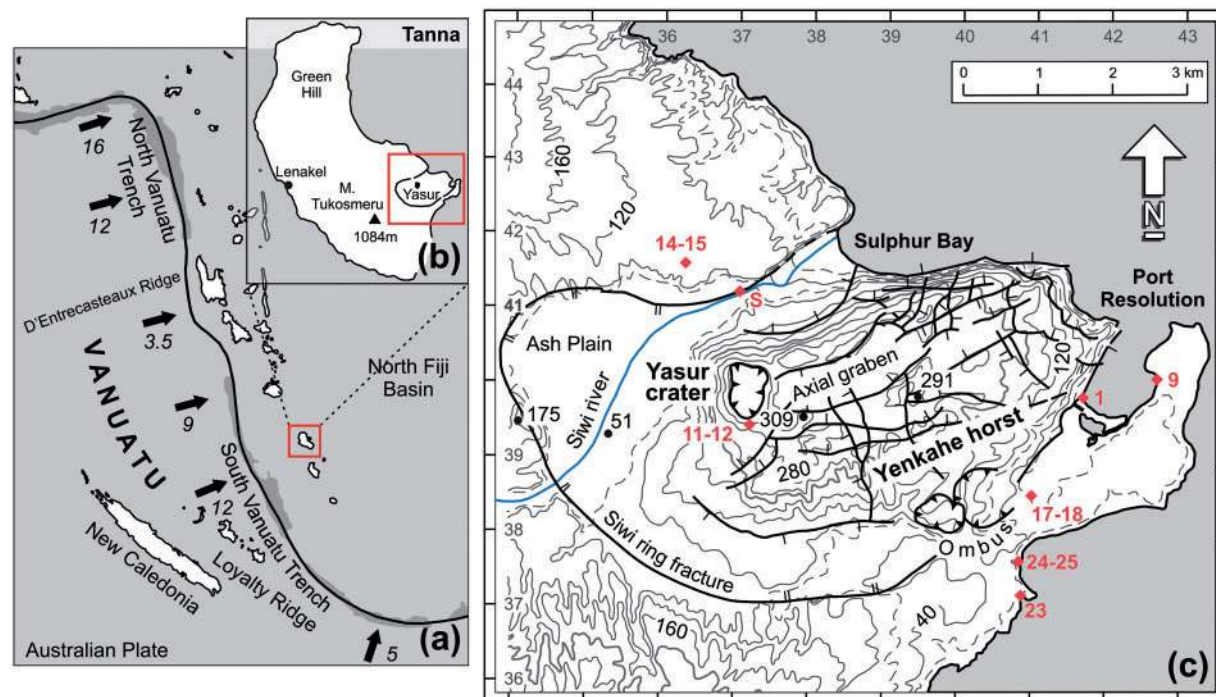 Tanna
Green
Hill
Lenakel
M.
Tukosmeru
1084m
Yasur
(b)
16
North Vanuatu
Trench
12
D'Entrecasteaux Ridge
3.5
VANUATU
9
North Fiji
Basin
12
South Vanuatu Trench
New Caledonia
Loyalty Ridge
Australian Plate
5
(a)
36 37 38 39 40 41 42 43
44
43
42
41
40
39
38
37
36
0 1 2 3 km
N
160
120
14-15
S
Sulphur Bay
Port
Resolution
Ash Plain
Siwi river
Yasur
crater
Axial graben
291
120
9
1
175
51
11-12
309
280
Yenkahe horst
17-18
Siwi ring fracture
Ombus
24-25
23
40
160
(c)